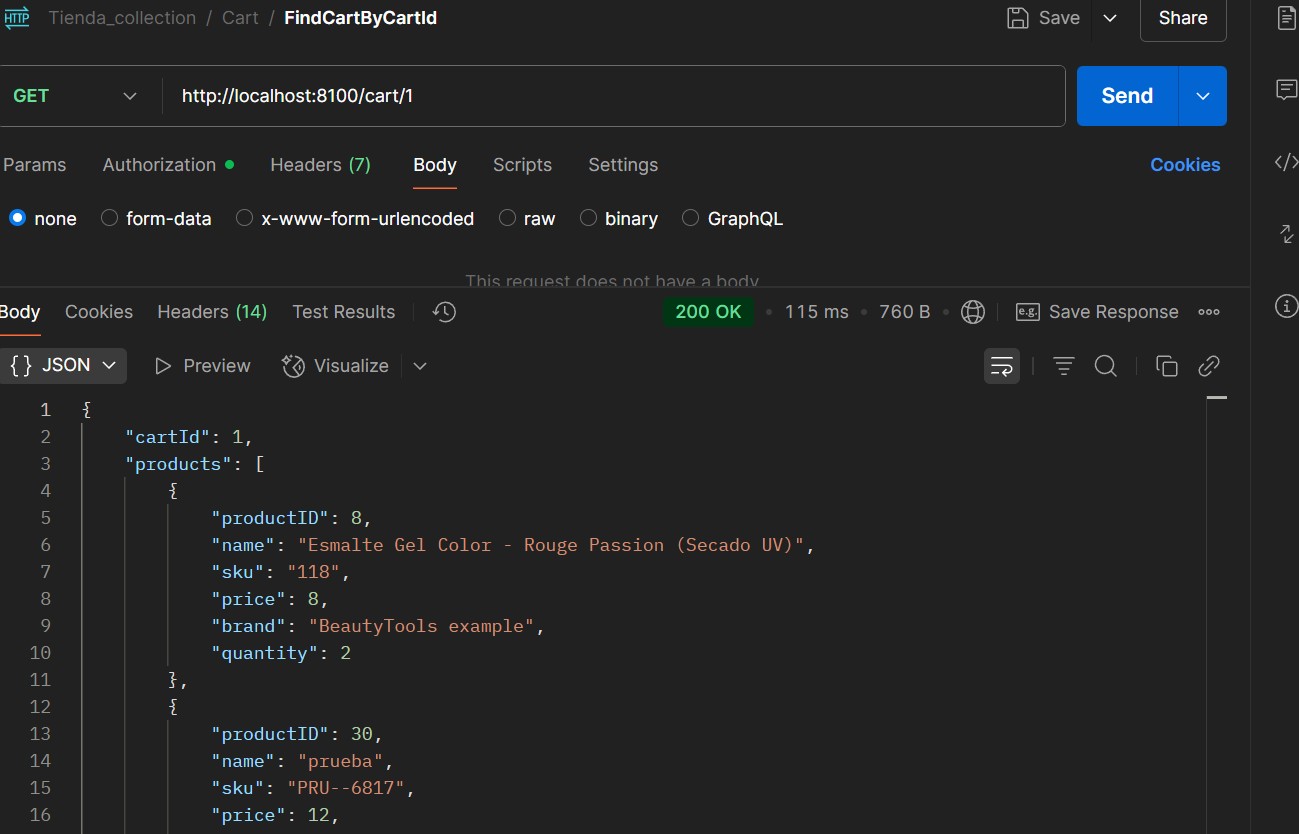 HTTP Tienda_collection / Cart / FindCartByCartId Save Share
GET http://localhost:8100/cart/1 Send
Params Authorization Headers (7) Body Scripts Settings Cookies
none form-data x-www-form-urlencoded raw binary GraphQL
This request does not have a body
Body Cookies Headers (14) Test Results 200 OK • 115 ms • 760 B • e.g. Save Response
{} JSON Preview Visualize
1 {
2 "cartId": 1,
3 "products": [
4 {
5 "productID": 8,
6 "name": "Esmalte Gel Color - Rouge Passion (Secado UV)",
7 "sku": "118",
8 "price": 8,
9 "brand": "BeautyTools example",
10 "quantity": 2
11 },
12 {
13 "productID": 30,
14 "name": "prueba",
15 "sku": "PRU--6817",
16 "price": 12,